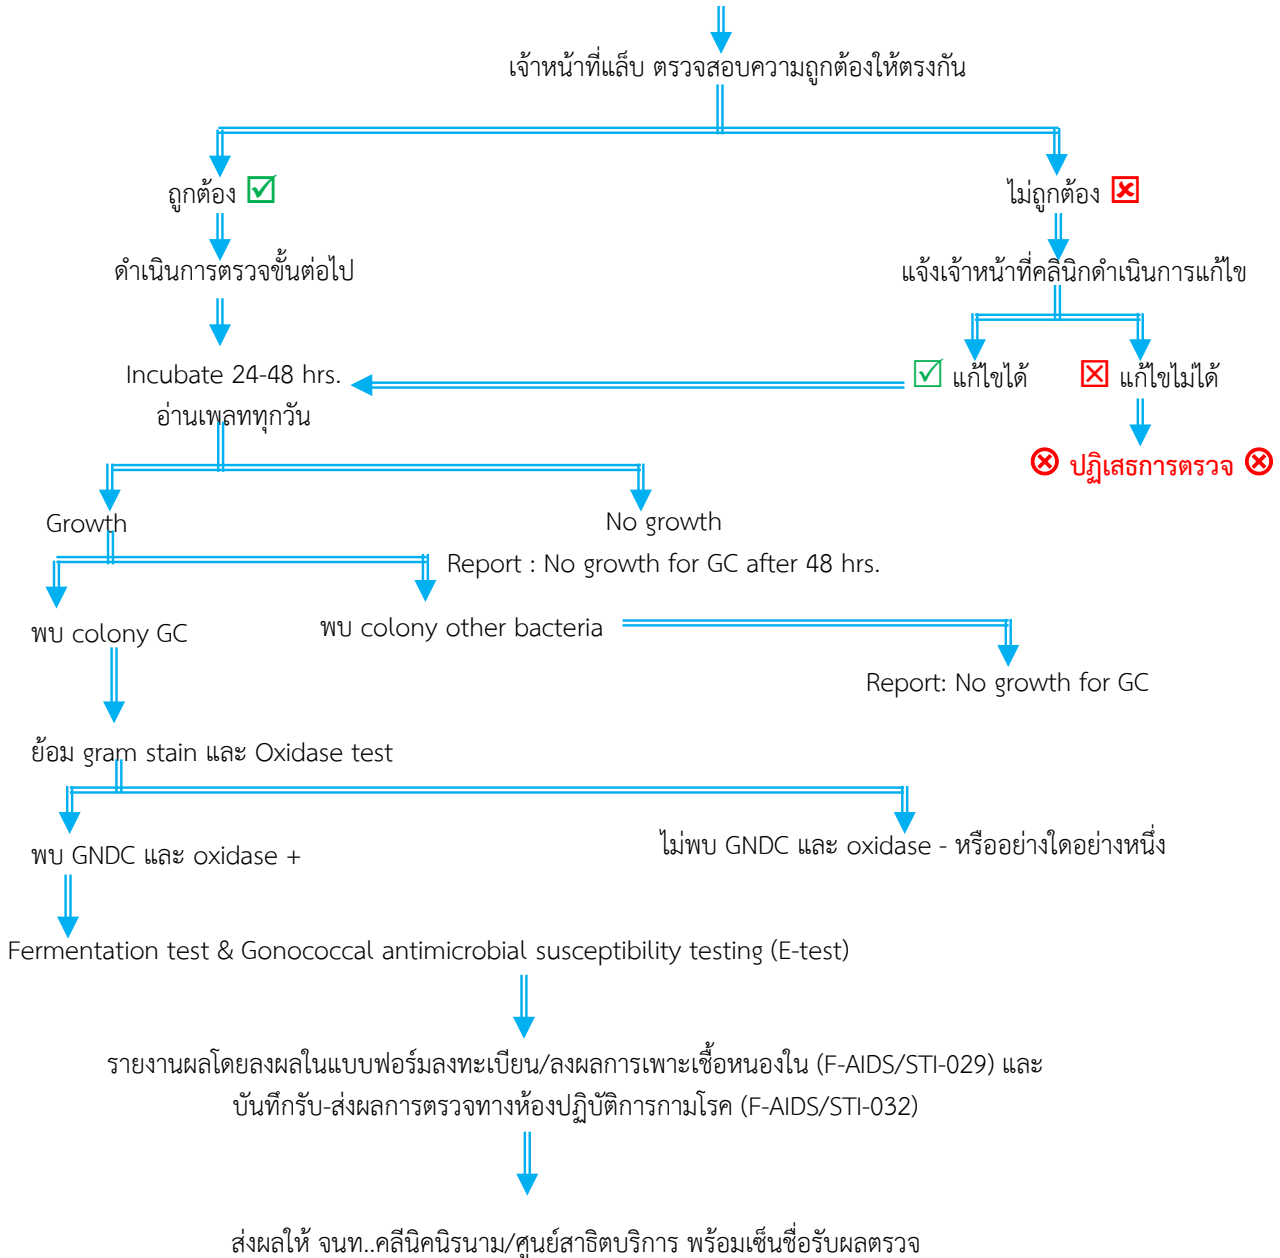 เจ้าหน้าที่แล็บ ตรวจสอบความถูกต้องให้ตรงกัน
ถูกต้อง ☑
ไม่ถูกต้อง ☒
ดำเนินการตรวจขั้นต่อไป
แจ้งเจ้าหน้าที่คลินิกดำเนินการแก้ไข
Incubate 24-48 hrs.
อ่านเพลททุกวัน
☑ แก้ไขได้
☒ แก้ไขไม่ได้
⊗ ปฏิเสธการตรวจ ⊗
Growth
No growth
Report : No growth for GC after 48 hrs.
พบ colony GC
พบ colony other bacteria
Report: No growth for GC
ย้อม gram stain และ Oxidase test
พบ GNDC และ oxidase +
ไม่พบ GNDC และ oxidase - หรืออย่างใดอย่างหนึ่ง
Fermentation test & Gonococcal antimicrobial susceptibility testing (E-test)
รายงานผลโดยลงผลในแบบฟอร์มลงทะเบียน/ลงผลการเพาะเชื้อหนองใน (F-AIDS/STI-029) และ
บันทึกรับ-ส่งผลการตรวจทางห้องปฏิบัติการกามโรค (F-AIDS/STI-032)
ส่งผลให้ จนท..คลีนิคนิรนาม/ศูนย์สาธิตบริการ พร้อมเซ็นชื่อรับผลตรวจ